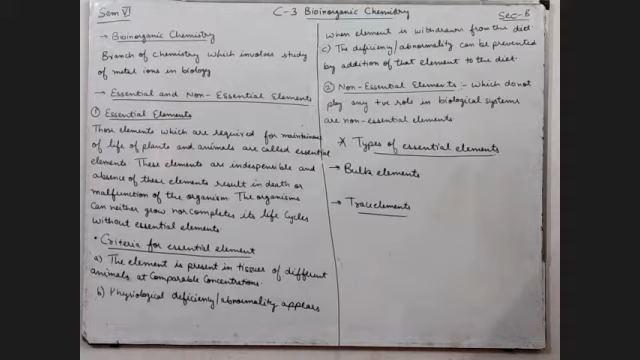 Sem VI
C-3 Bioinorganic Chemistry
Sec-B
→ Bioinorganic Chemistry
Branch of chemistry which involves study
of metal ions in biology
→ Essential and Non-Essential Elements
① Essential Elements
Those elements which are required for maintainance
of life of plants and animals are called essential
elements. These elements are indispensible and
absence of these elements result in death or
malfunction of the organism. The organisms
can neither grow nor completes its life cycles
without essential elements.
• Criteria for essential element
a) The element is present in tissues of different
animals at comparable concentrations.
b) Physiological deficiency/abnormality appears
when element is withdrawn from the diet.
c) The deficiency/abnormality can be prevented
by addition of that element to the diet.
② Non-Essential Elements:- which do not
play any +ve role in biological systems
are non-essential elements.
* Types of essential elements
→ Bulk elements
→ Trace elements